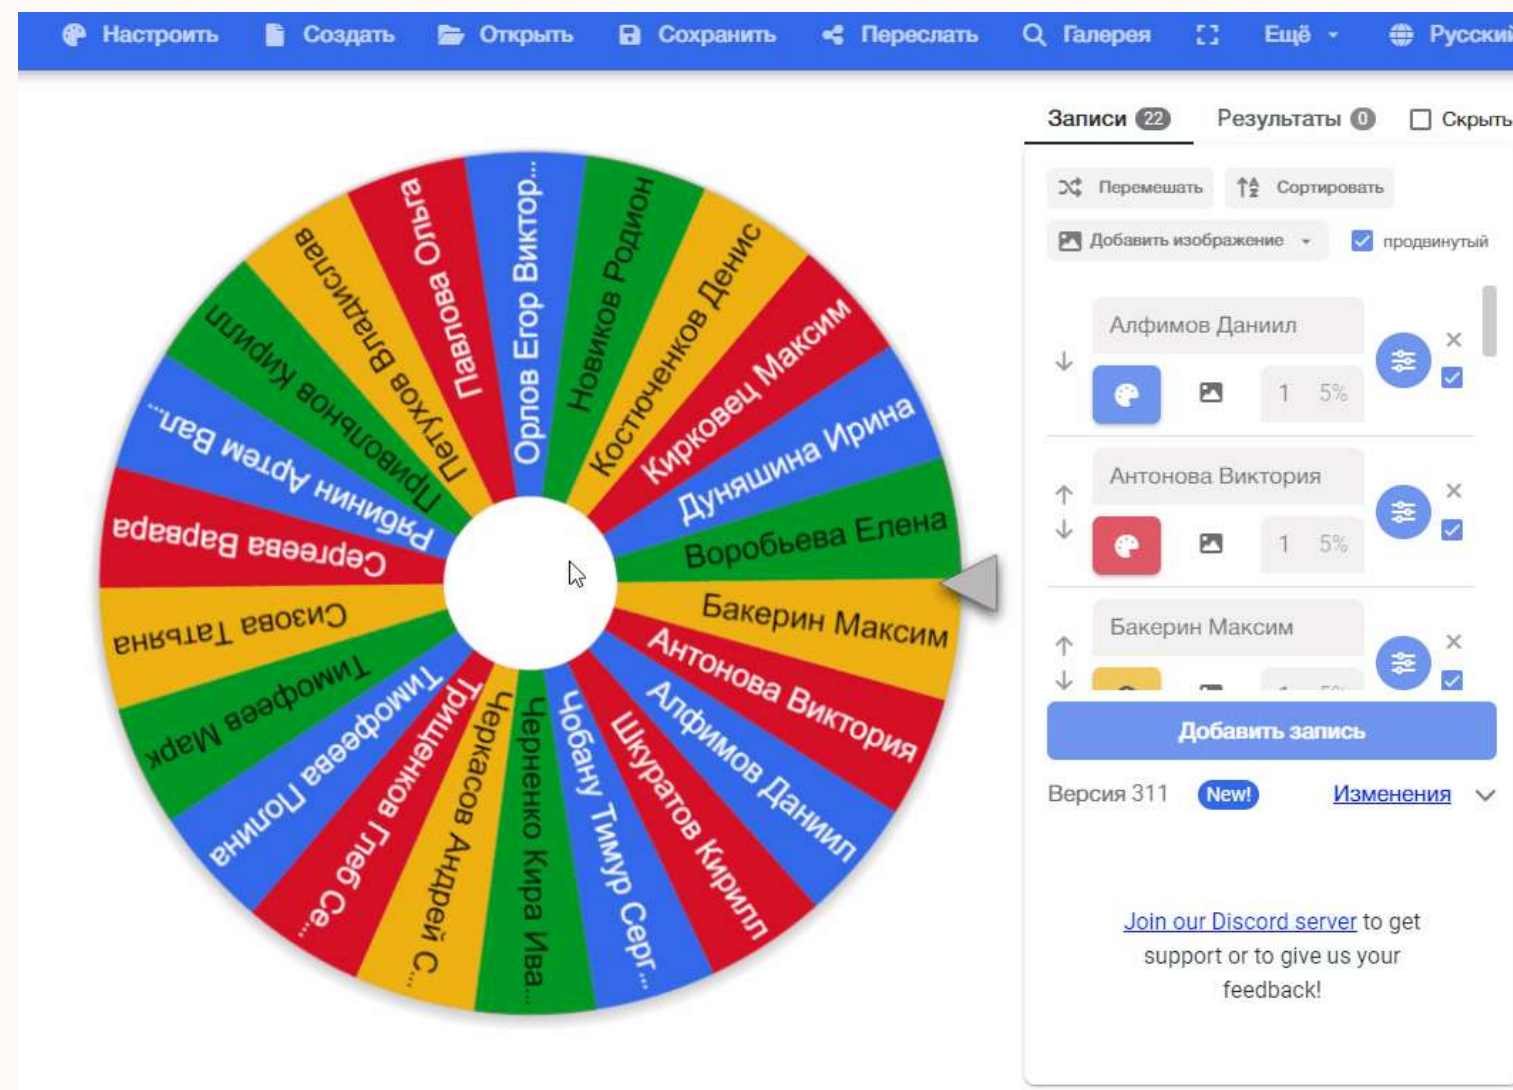 Настроить Создать Открыть Сохранить Переслать Галерея Ещё Русский
Записи 22 Результаты 0 Скрыть
Перемешать Сортировать
Добавить изображение продвинутый
Алфимов Даниил
1 5%
Антонова Виктория
1 5%
Бакерин Максим
Добавить запись
Версия 311 New! Изменения
Join our Discord server to get
support or to give us your
feedback!
Орлов Егор Виктор...
Новиков Родион
Костюченков Денис
Кирковец Максим
Дуняшина Ирина
Воробьева Елена
Бакерин Максим
Антонова Виктория
Алфимов Даниил
Шкуратов Кирилл
Чобану Тимур Серг...
Черненко Кира Ива...
Черкасов Андрей С...
Трищенков Глеб Се...
Тимофеева Полина
Тимофеев Марк
Сизова Татьяна
Сергеева Варвара
Рябинин Артем Вал...
Привольнов Кирилл
Петухов Владислав
Павлова Ольга